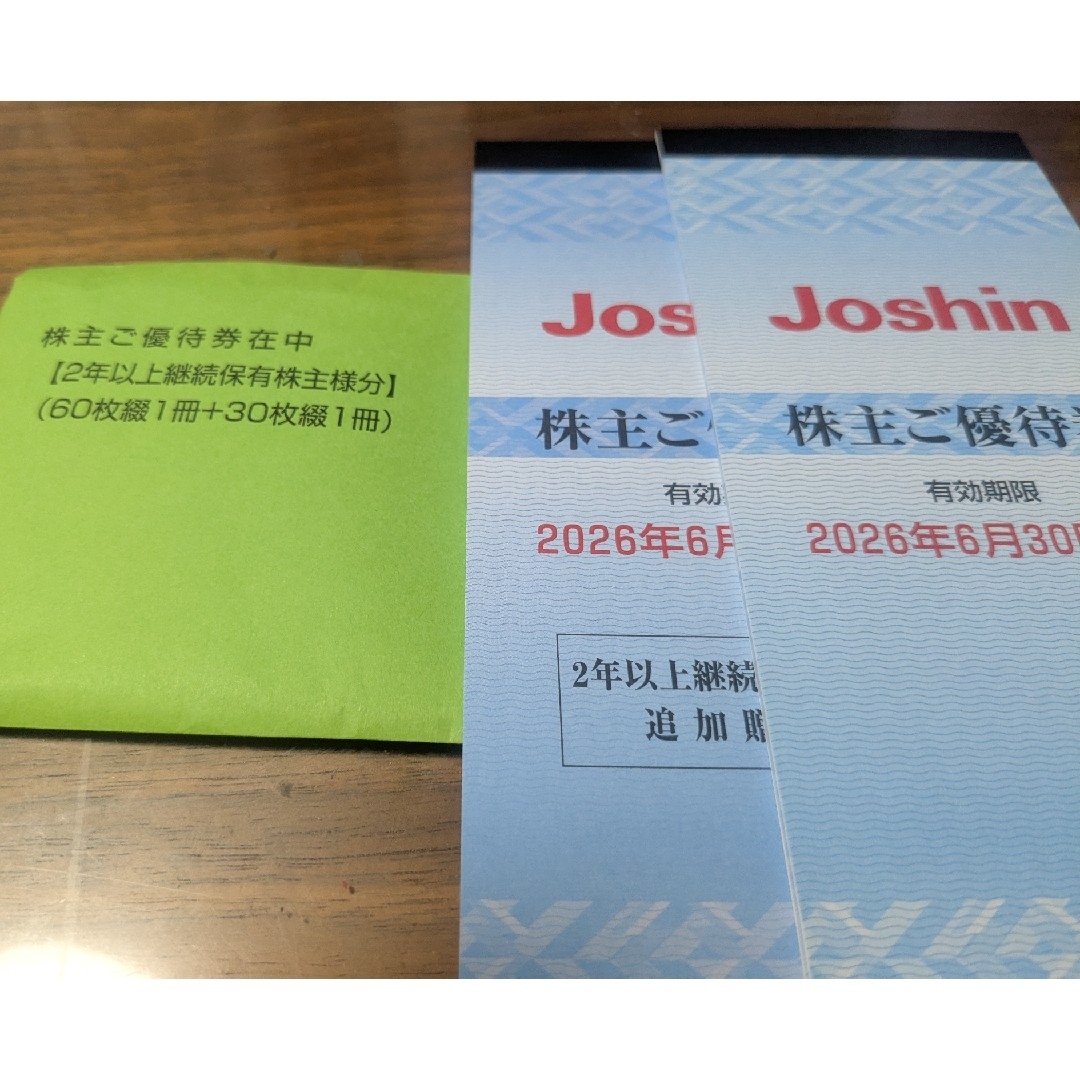 株主ご優待券在中
【2年以上継続保有株主様分】
(60枚綴1冊+30枚綴1冊)
Jos
株主ご
有効
2026年6月
2年以上継続
追加贈
Joshin
株主ご優待券
有効期限
2026年6月30日